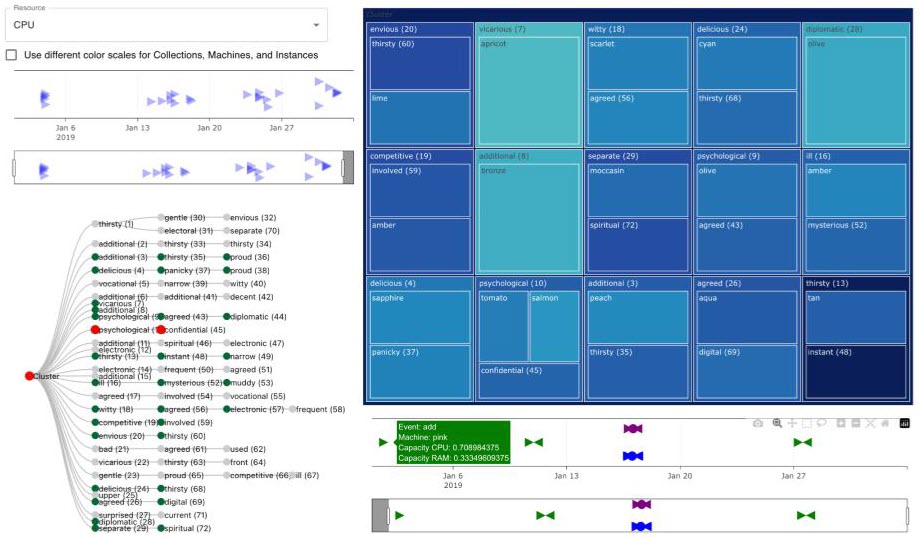 Resource
CPU
Use different color scales for Collections, Machines, and Instances
Jan 6
2019
Jan 13
Jan 20
Jan 27
thirsty (1)
gentle (30)
envious (32)
electoral (31)
separate (70)
additional (2)
thirsty (33)
thirsty (34)
additional (3)
thirsty (35)
proud (36)
delicious (4)
panicky (37)
proud (38)
vocational (5)
narrow (39)
witty (40)
additional (6)
additional (41)
decent (42)
vicarious (7)
additional (8)
psychological (9)
agreed (43)
diplomatic (44)
psychological (
confidential (45)
additional (11)
spiritual (46)
electronic (47)
electronic (12)
thirsty (13)
instant (48)
narrow (49)
electronic (14)
frequent (50)
agreed (51)
additional (15)
Cluster
ill (16)
mysterious (52)
muddy (53)
agreed (17)
involved (54)
vocational (55)
witty (18)
agreed (56)
electronic (57)
frequent (58)
competitive (19)
involved (59)
envious (20)
thirsty (60)
bad (21)
agreed (61)
used (62)
vicarious (22)
thirsty (63)
front (64)
gentle (23)
proud (65)
competitive (66)
ill (67)
delicious (24)
thirsty (68)
upper (25)
agreed (26)
digital (69)
surprised (27)
current (71)
diplomatic (28)
separate (29)
spiritual (72)
Cluster
envious (20)
thirsty (60)
lime
vicarious (7)
apricot
witty (18)
scarlet
agreed (56)
delicious (24)
cyan
thirsty (68)
diplomatic (28)
olive
competitive (19)
involved (59)
amber
additional (8)
bronze
separate (29)
moccasin
spiritual (72)
psychological (9)
olive
agreed (43)
ill (16)
amber
mysterious (52)
delicious (4)
sapphire
panicky (37)
psychological (10)
tomato
salmon
confidential (45)
additional (3)
peach
thirsty (35)
agreed (26)
aqua
digital (69)
thirsty (13)
tan
instant (48)
Event: add
Machine: pink
Capacity CPU: 0.708984375
Capacity RAM: 0.33349609375
Jan 6
2019
Jan 13
Jan 20
Jan 27